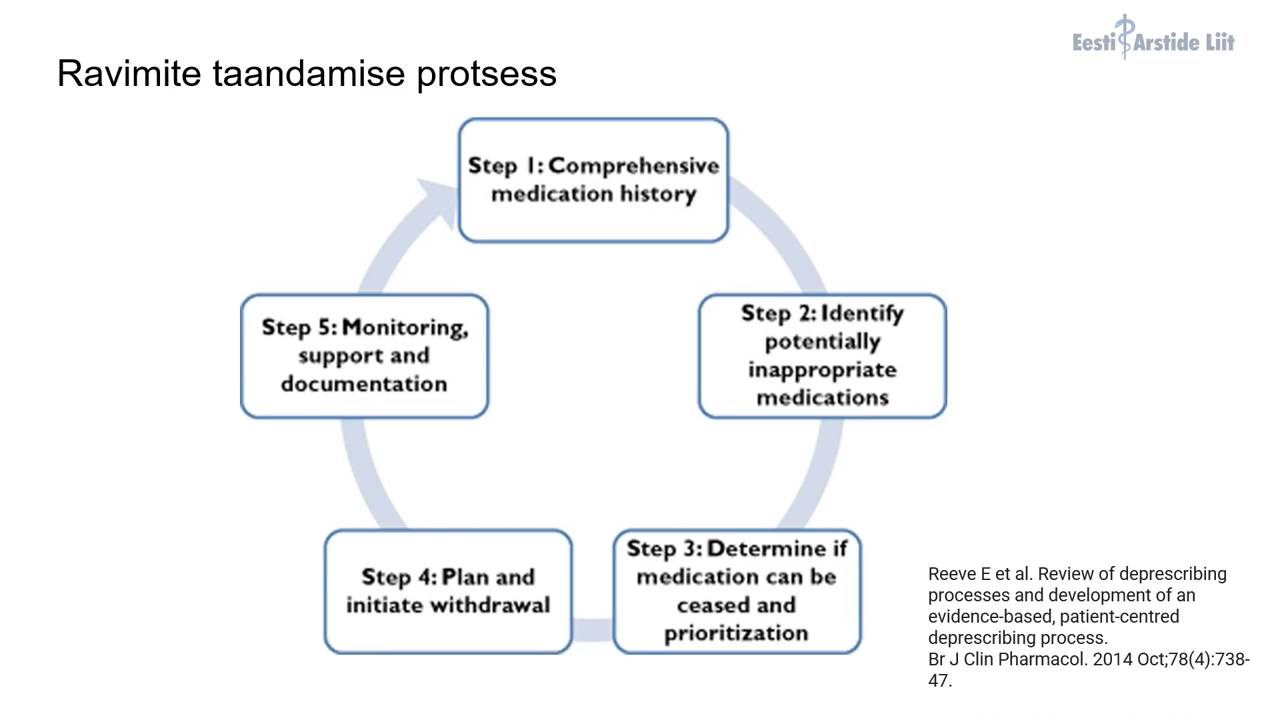 Eesti Arstide Liit
Ravimite taandamise protsess
Step 1: Comprehensive
medication history
Step 2: Identify
potentially
inappropriate
medications
Step 3: Determine if
medication can be
ceased and
prioritization
Step 4: Plan and
initiate withdrawal
Step 5: Monitoring,
support and
documentation
Reeve E et al. Review of deprescribing
processes and development of an
evidence-based, patient-centred
deprescribing process.
Br J Clin Pharmacol. 2014 Oct;78(4):738-
47.